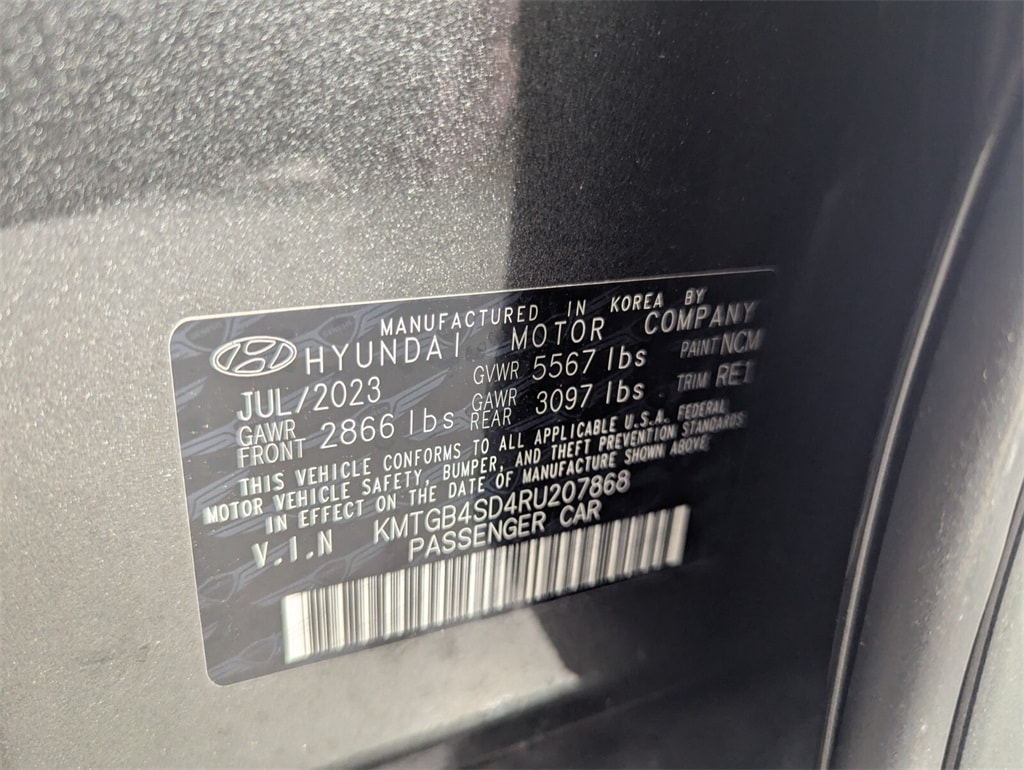 MANUFACTURED IN KOREA BY
HYUNDAI MOTOR COMPANY
JUL/2023 GVWR 5567 lbs PAINT NCM
GAWR FRONT 2866 lbs GAWR REAR 3097 lbs TRIM
THIS VEHICLE CONFORMS TO ALL APPLICABLE U.S.A. FEDERAL
MOTOR VEHICLE SAFETY, BUMPER, AND THEFT PREVENTION STANDARDS
IN EFFECT ON THE DATE OF MANUFACTURE SHOWN ABOVE
V.I.N KMTGB4SD4RU207868
PASSENGER CAR